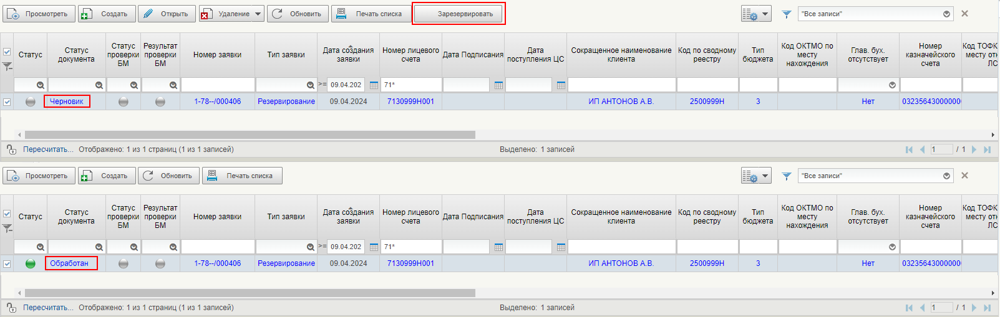 Просмотреть Создать Открыть Удаление Обновить Печать списка Зарезервировать "Все записи"
Статус Статус документа Статус проверки БМ Результат проверки БМ Номер заявки Тип заявки Дата создания заявки Номер лицевого счета Дата Подписания Дата поступления ЦС Сокращенное наименование клиента Код по сводному реестру Тип бюджета Код ОКТМО по месту нахождения Глав. бух. отсутствует Номер казначейского счета Код ТОФК месту отк ЛС
>= 09.04.202 71*
Черновик 1-78--/000406 Резервирование 09.04.2024 7130999Н001 ИП АНТОНОВ А.В. 2500999Н 3 Нет 03235643000000
Пересчитать... Отображено: 1 из 1 страниц (1 из 1 записей) Выделено: 1 записей 1 / 1
Просмотреть Создать Обновить Печать списка "Все записи"
Статус Статус документа Статус проверки БМ Результат проверки БМ Номер заявки Тип заявки Дата создания заявки Номер лицевого счета Дата Подписания Дата поступления ЦС Сокращенное наименование клиента Код по сводному реестру Тип бюджета Код ОКТМО по месту нахождения Глав. бух. отсутствует Номер казначейского счета Код ТОФК месту отк ЛС
>= 09.04.202 71*
Обработан 1-78--/000406 Резервирование 09.04.2024 7130999Н001 ИП АНТОНОВ А.В. 2500999Н 3 Нет 03235643000000
Пересчитать... Отображено: 1 из 1 страниц (1 из 1 записей) Выделено: 1 записей 1 / 1